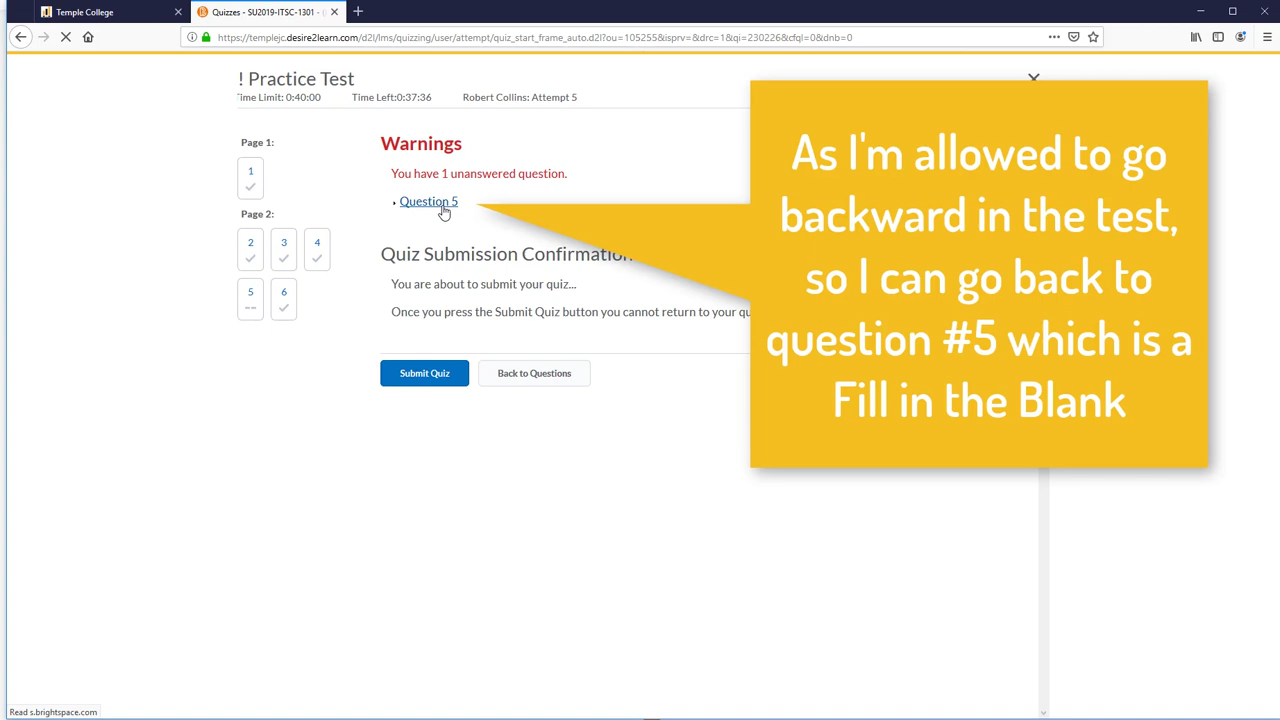 Temple College
Quizzes - SU2019-ITSC-1301 - (
https://templejc.desire2learn.com/d2l/lms/quizzing/user/attempt/quiz_start_frame_auto.d2l?ou=105255&isprv=&drc=1&qi=230226&cfql=0&dnb=0
! Practice Test
Time Limit: 0:40:00 Time Left:0:37:36 Robert Collins: Attempt 5
Page 1:
1
Page 2:
2 3 4
5 6
--
Warnings
You have 1 unanswered question.
Question 5
Quiz Submission Confirmation
You are about to submit your quiz...
Once you press the Submit Quiz button you cannot return to your qu
Submit Quiz Back to Questions
As I'm allowed to go
backward in the test,
so I can go back to
question #5 which is a
Fill in the Blank
Read s.brightspace.com